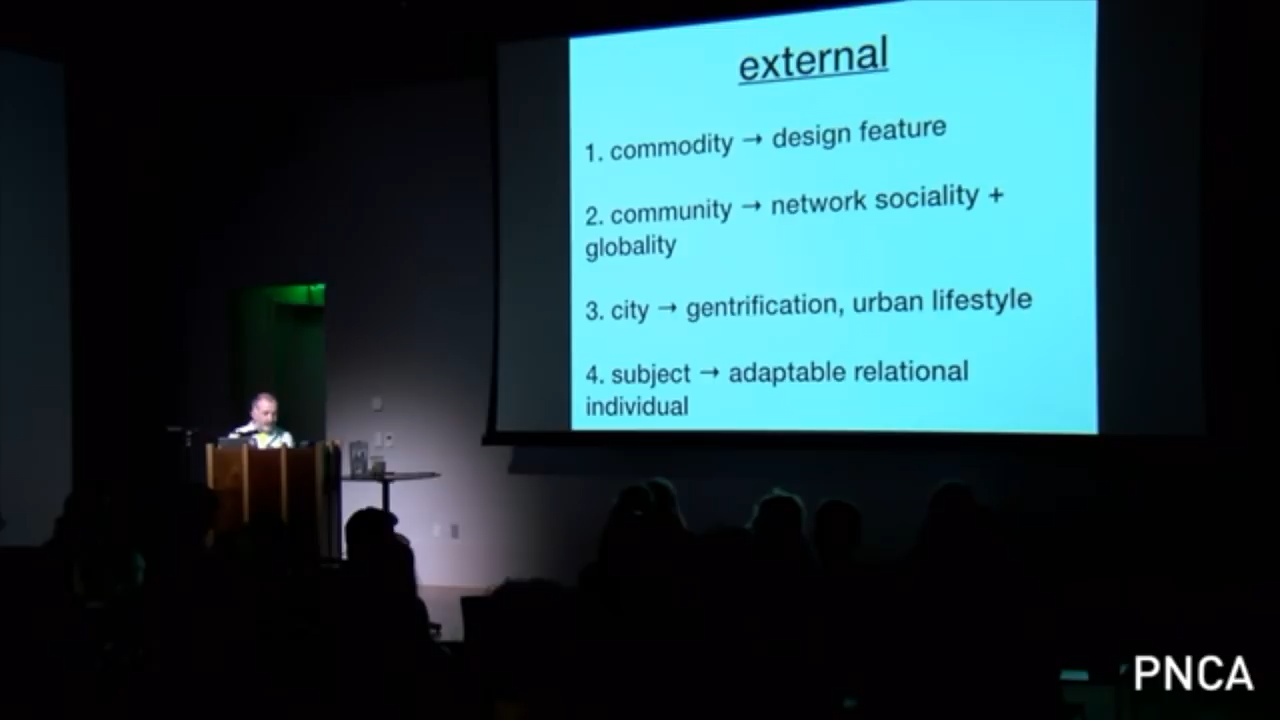 external
1. commodity → design feature
2. community → network sociality +
globality
3. city → gentrification, urban lifestyle
4. subject → adaptable relational
individual
PNCA